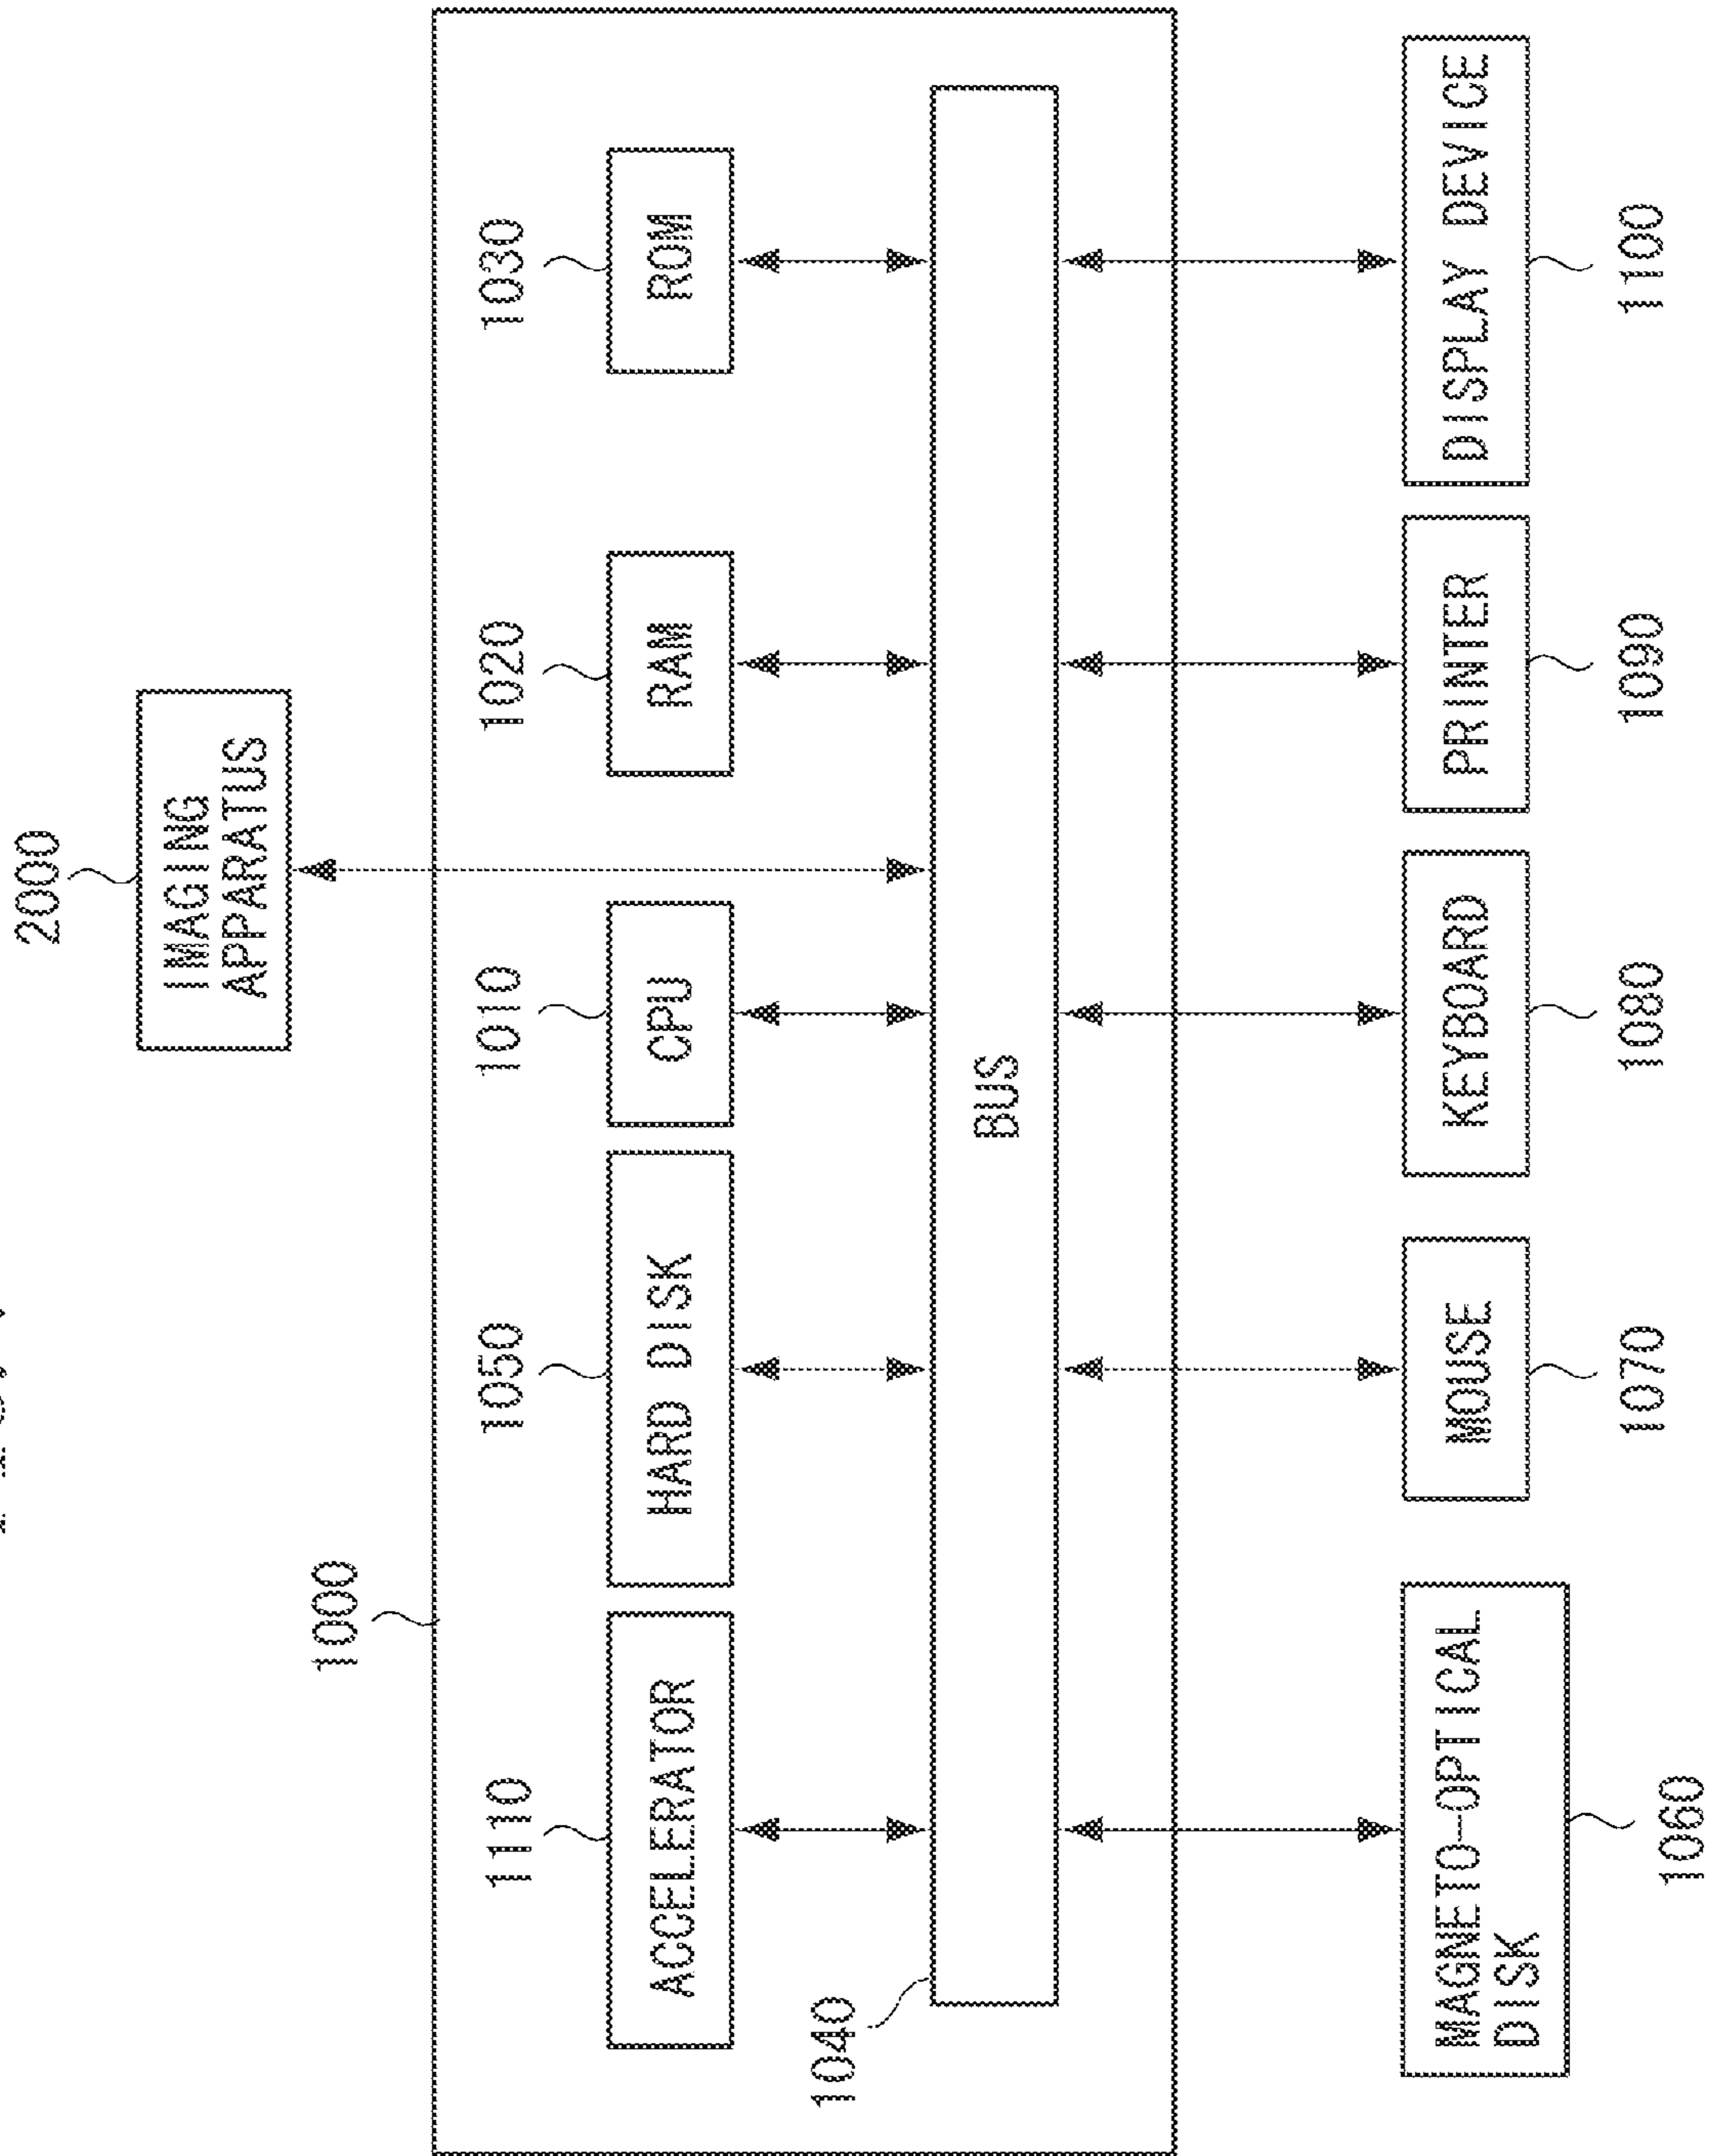 2000
IMAGING
APPARATUS
1000
1110
1050
1010
1020
1030
ACCELERATOR
HARD DISK
CPU
RAM
ROM
1040
BUS
MAGNETO-OPTICAL
DISK
MOUSE
KEYBOARD
PRINTER
DISPLAY DEVICE
1060
1070
1080
1090
1100